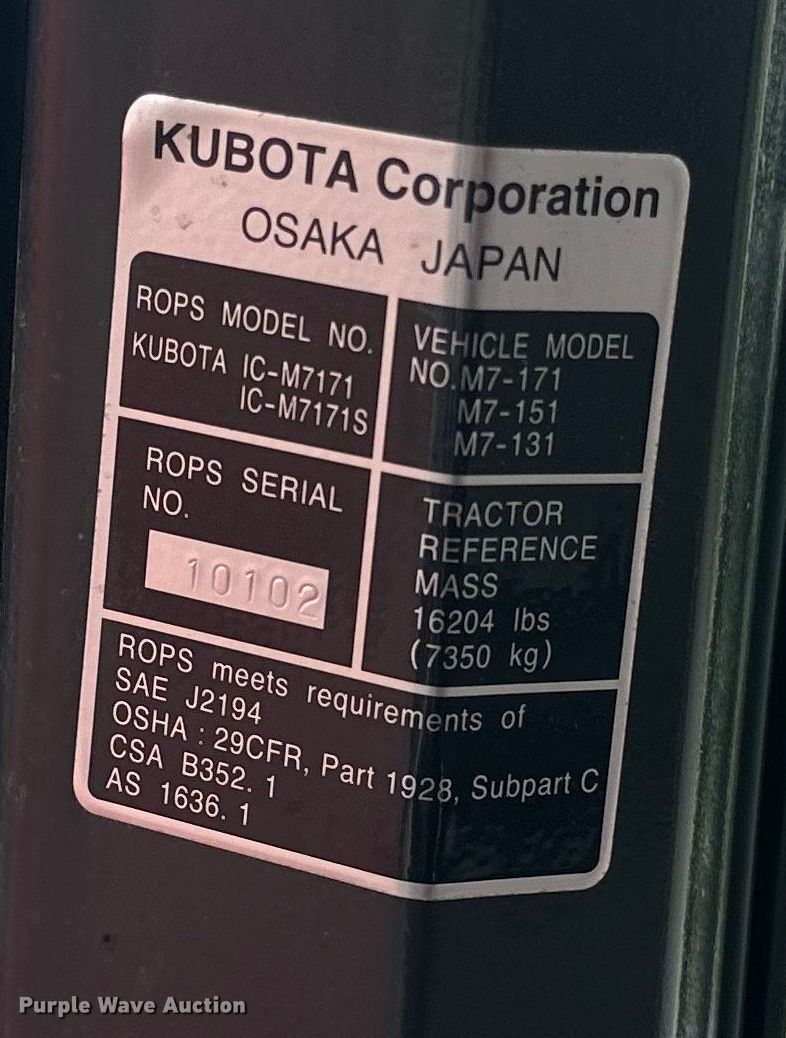 KUBOTA Corporation
OSAKA JAPAN
ROPS MODEL NO.
KUBOTA IC-M7171
IC-M7171S
VEHICLE MODEL
NO.M7-171
M7-151
M7-131
ROPS SERIAL
NO.
10102
TRACTOR
REFERENCE
MASS
16204 lbs
(7350 kg)
ROPS meets requirements of
SAE J2194
OSHA : 29CFR, Part 1928, Subpart C
CSA B352. 1
AS 1636. 1
Purple Wave Auction